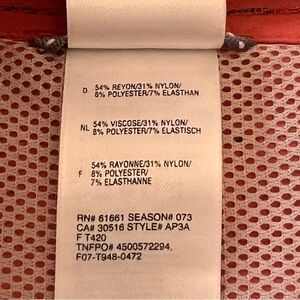 D 54% REYON/31% NYLON/
8% POLYESTER/7% ELASTHAN
NL 54% VISCOSE/31% NYLON/
8% POLYESTER/7% ELASTISCH
54% RAYONNE/31% NYLON/
F 8% POLYESTER/
7% ELASTHANNE
RN# 61661 SEASON# 073
CA# 30516 STYLE# AP3A
F T420
TNFPO# 4500572294,
F07-T948-0472